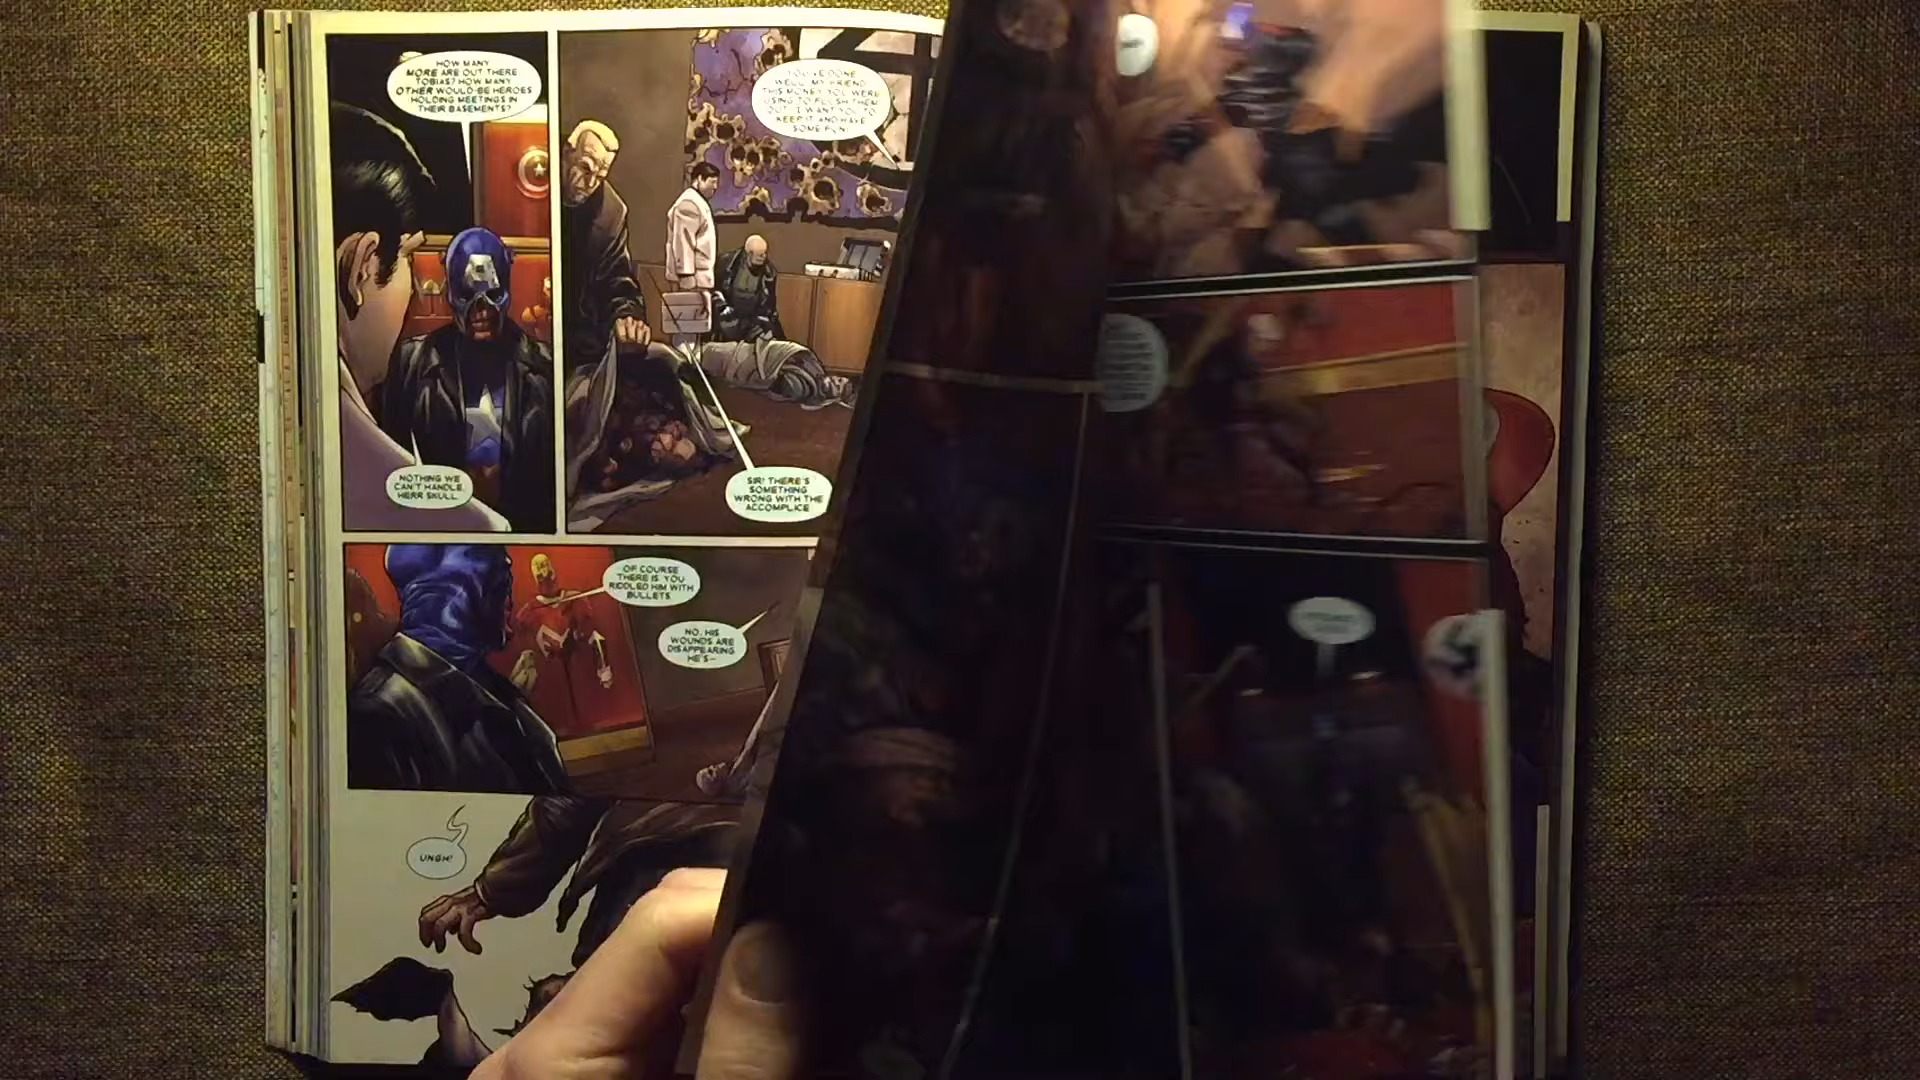 HOW MANY
MORE ARE OUT THERE
TOBIAS? HOW MANY
OTHER WOULD-BE HEROES
HOLDING MEETINGS IN
THEIR BASEMENTS?
NOTHING WE
CAN'T HANDLE,
HERR SKULL.
YOU'VE DONE
WELL, MY FRIEND.
THIS MONEY YOU WERE
USING TO FLUSH THEM
OUT, I WANT YOU TO
KEEP IT AND HAVE
SOME FUN!
SIR! THERE'S
SOMETHING
WRONG WITH THE
ACCOMPLICE
OF COURSE
THERE IS. YOU
RIDDLED HIM WITH
BULLETS.
NO, HIS
WOUNDS ARE
DISAPPEARING
HE'S--
UNGH!